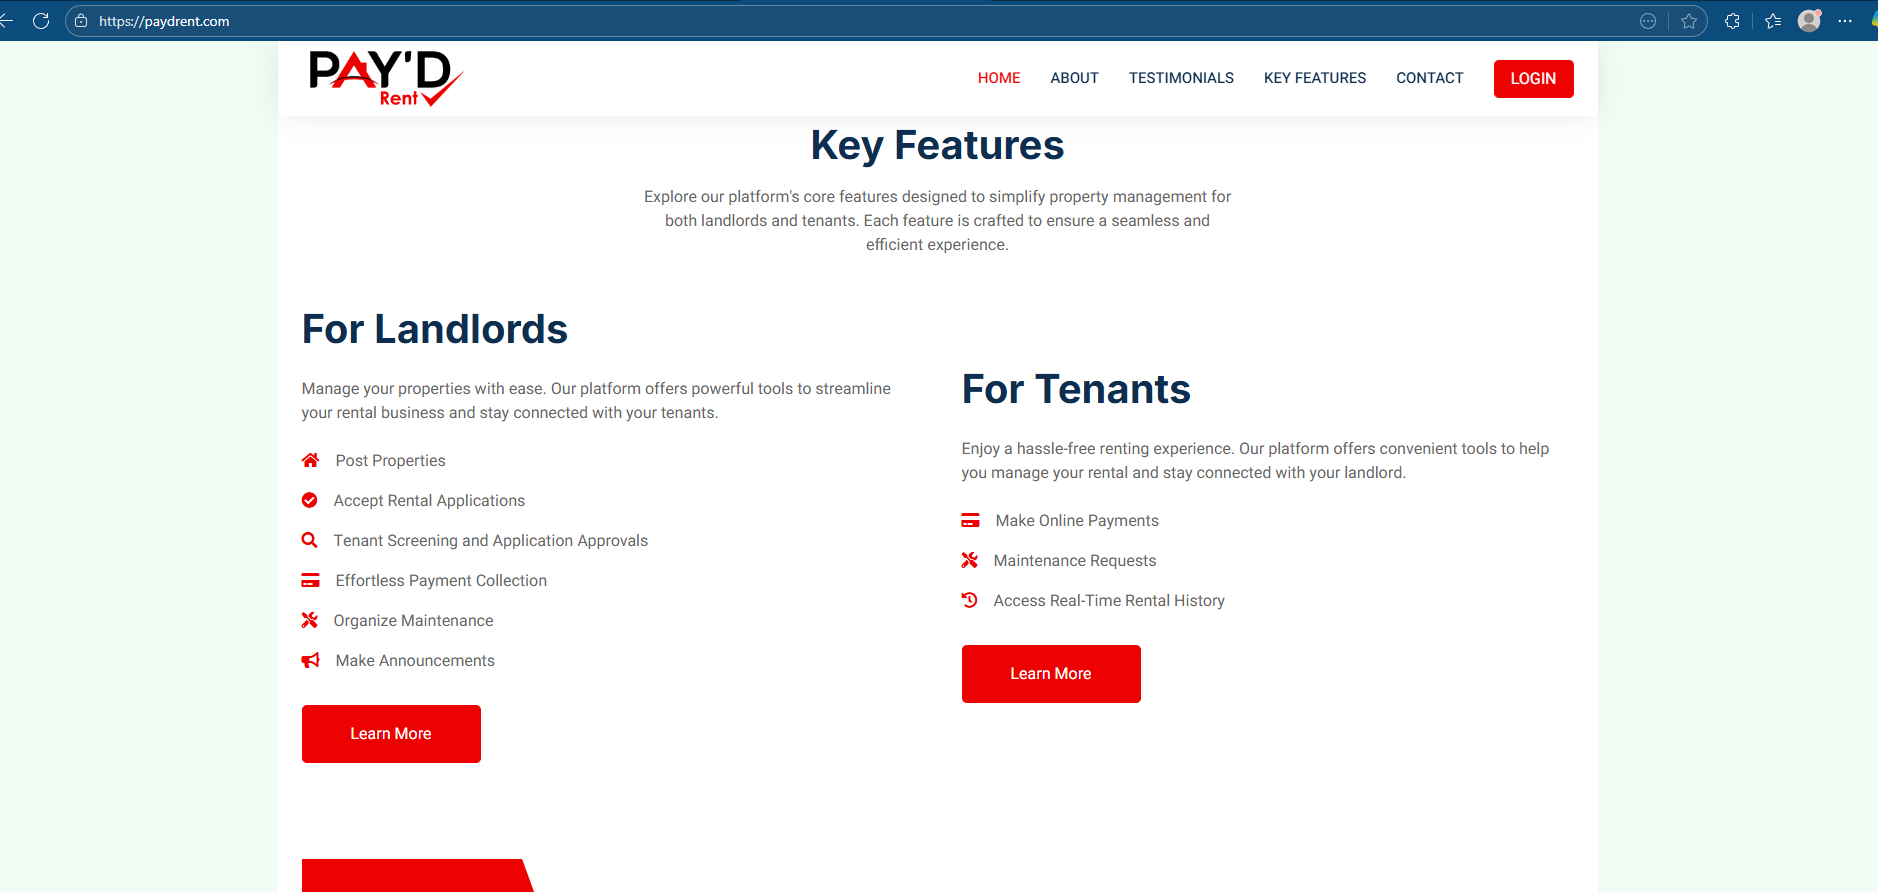 https://paydrent.com
PAY'D
Rent
HOME
ABOUT
TESTIMONIALS
KEY FEATURES
CONTACT
LOGIN
Key Features
Explore our platform's core features designed to simplify property management for
both landlords and tenants. Each feature is crafted to ensure a seamless and
efficient experience.
For Landlords
Manage your properties with ease. Our platform offers powerful tools to streamline
your rental business and stay connected with your tenants.
Post Properties
Accept Rental Applications
Tenant Screening and Application Approvals
Effortless Payment Collection
Organize Maintenance
Make Announcements
Learn More
For Tenants
Enjoy a hassle-free renting experience. Our platform offers convenient tools to help
you manage your rental and stay connected with your landlord.
Make Online Payments
Maintenance Requests
Access Real-Time Rental History
Learn More